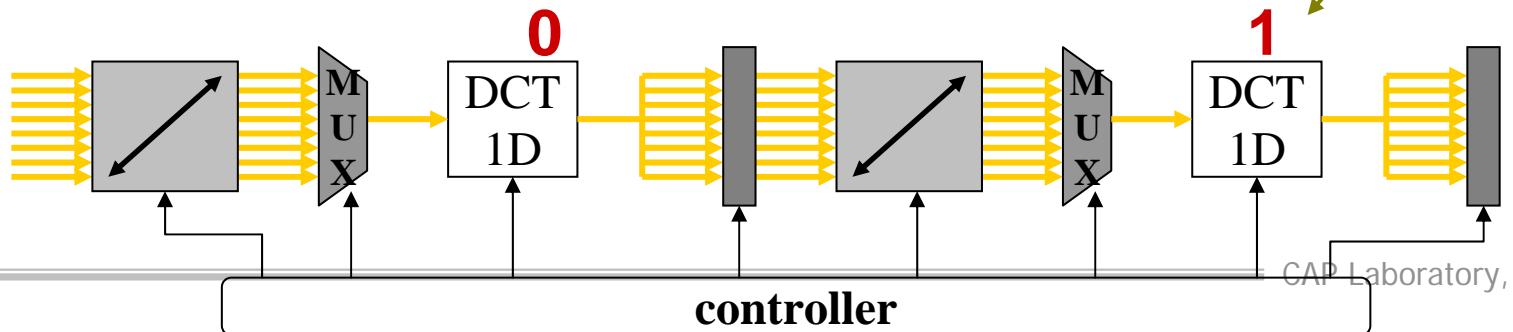 0
1
M
U
X
DCT
1D
M
U
X
DCT
1D
CAP Laboratory,
controller